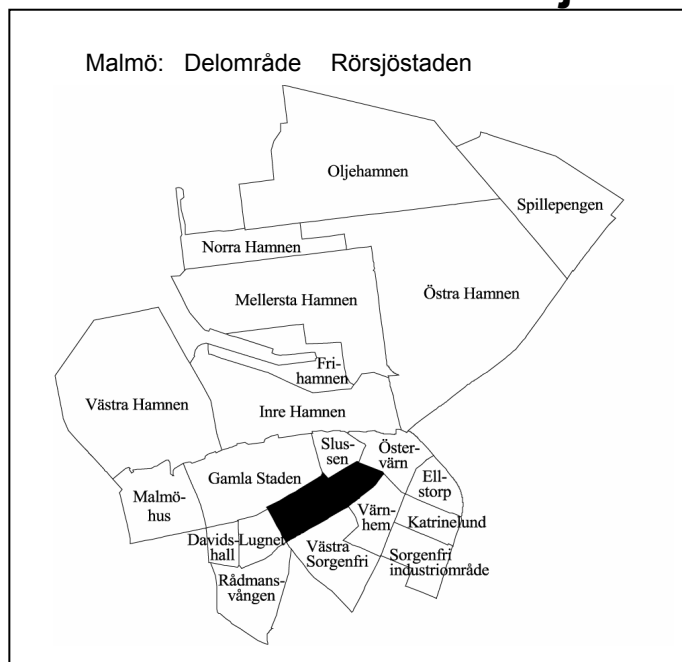 Malmö: Delområde Rörsjöstaden
Oljehamnen
Spillepengen
Norra Hamnen
Mellersta Hamnen
Östra Hamnen
Fri-
hamnen
Västra Hamnen
Inre Hamnen
Slus-
sen
Öster-
värn
Gamla Staden
Ell-
storp
Malmö-
hus
Värn-
hem
Katrinelund
Davids-
hall
Lugnet
Västra
Sorgenfri
Sorgenfri
industriområde
Rådmans-
vången